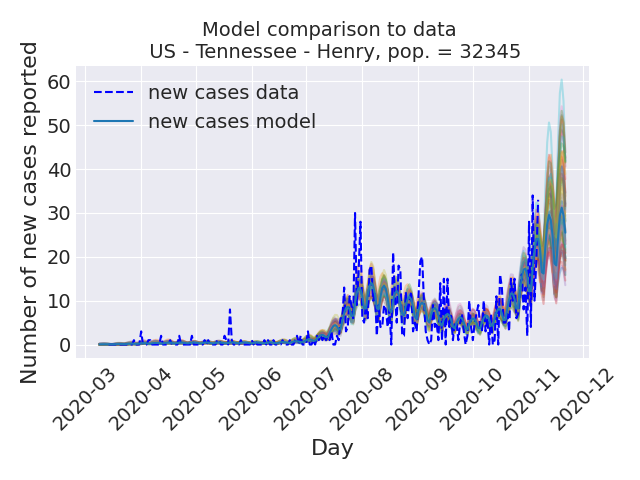 Model comparison to data
US - Tennessee - Henry, pop. = 32345
Number of new cases reported
60
50
40
30
20
10
0
new cases data
new cases model
2020-03
2020-04
2020-05
2020-06
2020-07
2020-08
2020-09
2020-10
2020-11
2020-12
Day